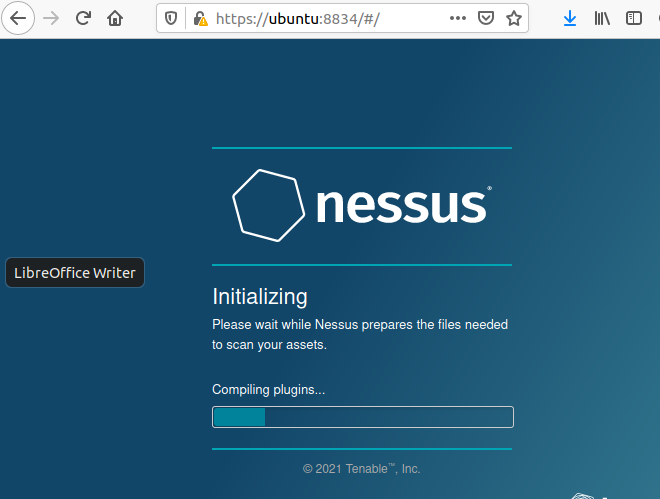 https://ubuntu:8834/#/
nessus®
LibreOffice Writer
Initializing
Please wait while Nessus prepares the files needed
to scan your assets.
Compiling plugins...
© 2021 Tenable™, Inc.